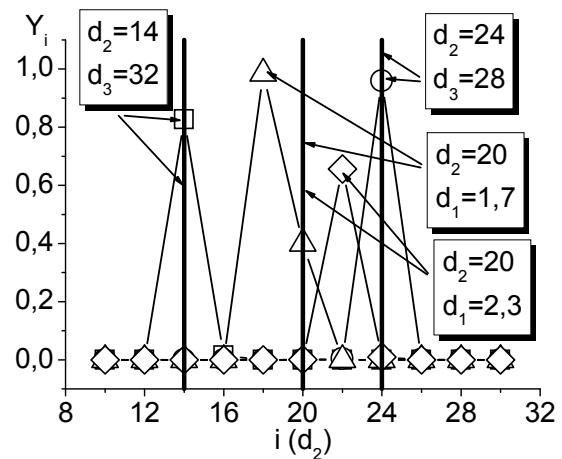 Y_i
d_2=14
d_3=32
d_2=24
d_3=28
d_2=20
d_1=1,7
d_2=20
d_1=2,3
1,0
0,8
0,6
0,4
0,2
0,0
8 12 16 20 24 28 32
i (d_2)